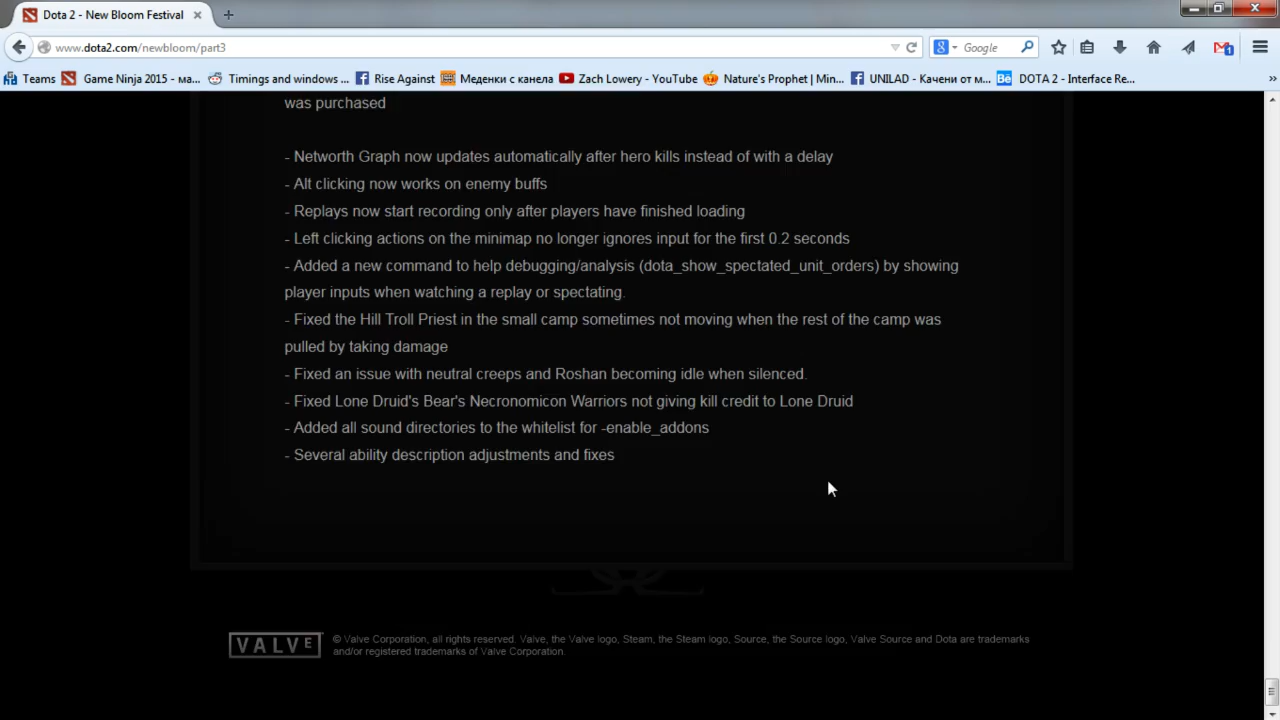 Dota 2 - New Bloom Festival
www.dota2.com/newbloom/part3
Google
Teams Game Ninja 2015 - ма... Timings and windows ... Rise Against Меденки с канела Zach Lowery - YouTube Nature's Prophet | Min... UNILAD - Качени от м... Bē DOTA 2 - Interface Re... »
was purchased
- Networth Graph now updates automatically after hero kills instead of with a delay
- Alt clicking now works on enemy buffs
- Replays now start recording only after players have finished loading
- Left clicking actions on the minimap no longer ignores input for the first 0.2 seconds
- Added a new command to help debugging/analysis (dota_show_spectated_unit_orders) by showing
player inputs when watching a replay or spectating.
- Fixed the Hill Troll Priest in the small camp sometimes not moving when the rest of the camp was
pulled by taking damage
- Fixed an issue with neutral creeps and Roshan becoming idle when silenced.
- Fixed Lone Druid's Bear's Necronomicon Warriors not giving kill credit to Lone Druid
- Added all sound directories to the whitelist for -enable_addons
- Several ability description adjustments and fixes
VALVE
© Valve Corporation, all rights reserved. Valve, the Valve logo, Steam, the Steam logo, Source, the Source logo, Valve Source and Dota are trademarks
and/or registered trademarks of Valve Corporation.